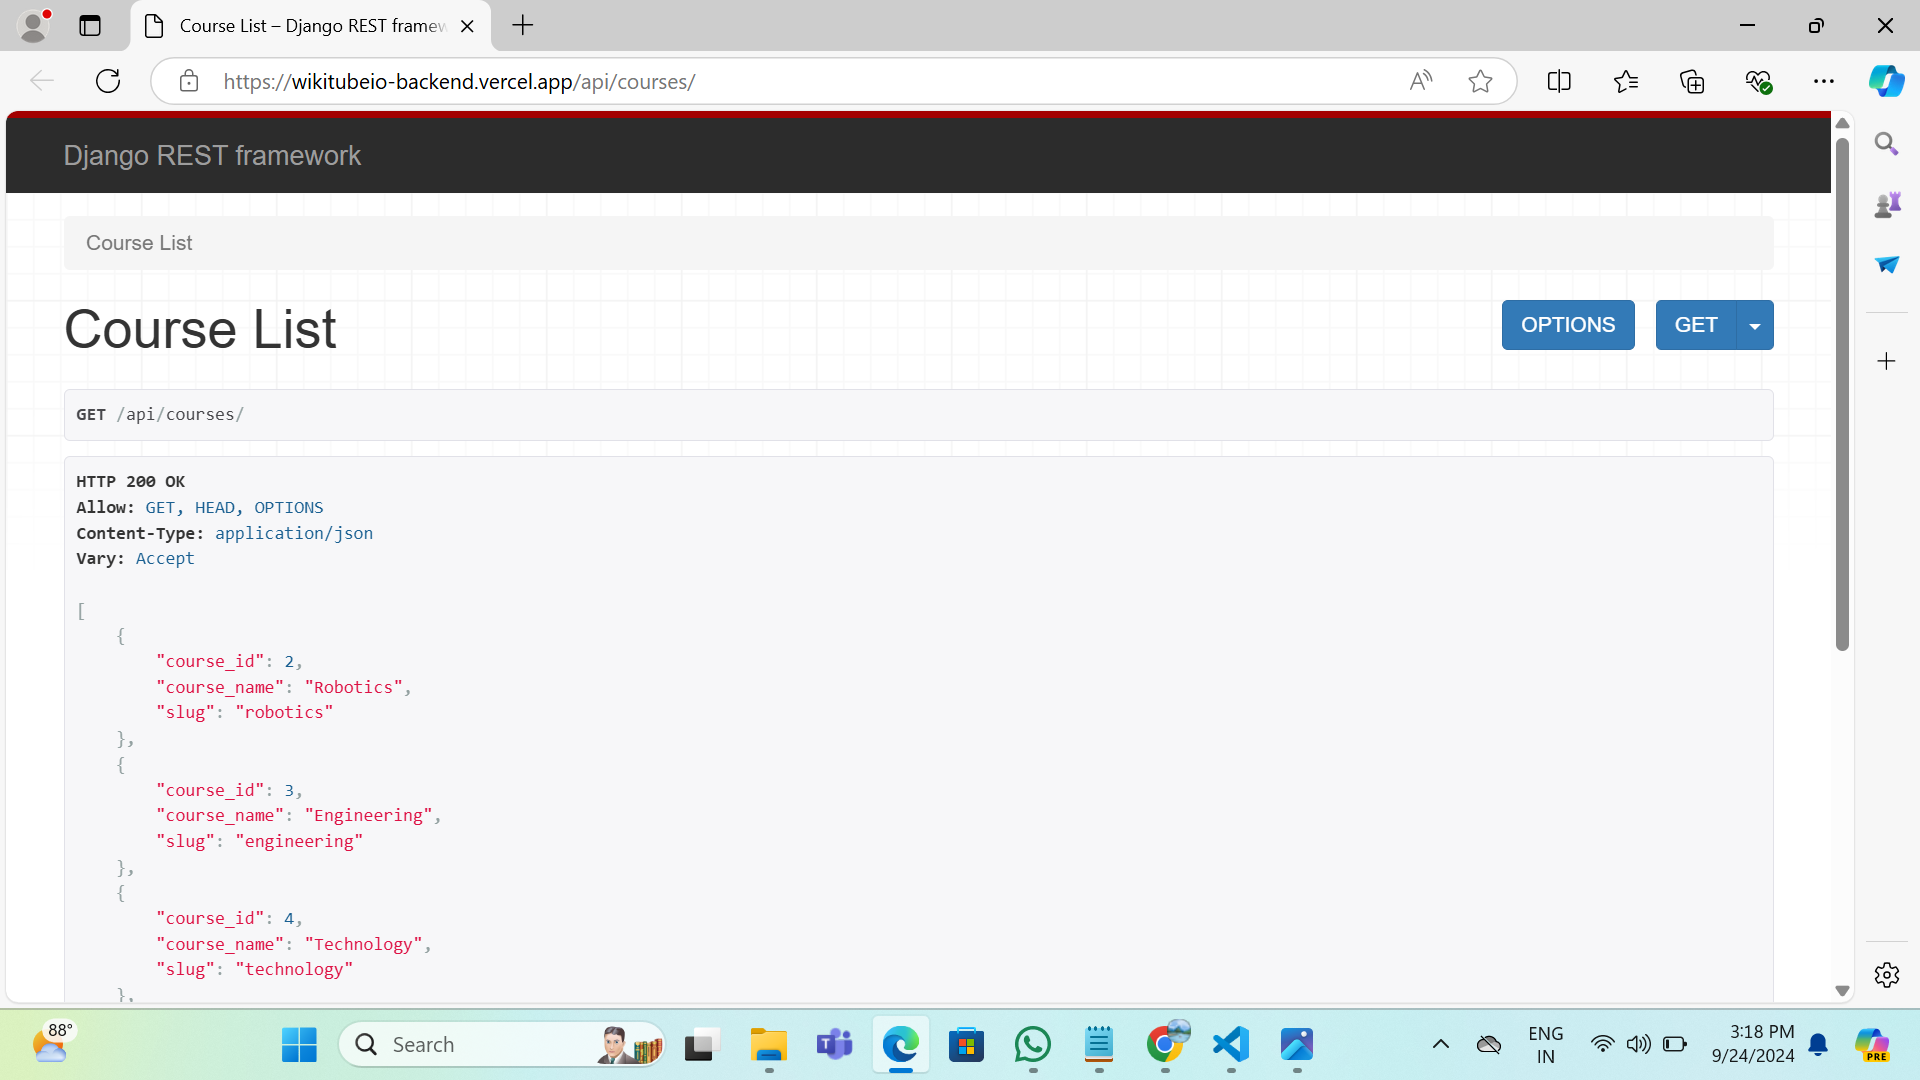 Course List – Django REST framew
https://wikitubeio-backend.vercel.app/api/courses/
Django REST framework
Course List
Course List
OPTIONS
GET
GET /api/courses/
HTTP 200 OK
Allow: GET, HEAD, OPTIONS
Content-Type: application/json
Vary: Accept
[
    {
        "course_id": 2,
        "course_name": "Robotics",
        "slug": "robotics"
    },
    {
        "course_id": 3,
        "course_name": "Engineering",
        "slug": "engineering"
    },
    {
        "course_id": 4,
        "course_name": "Technology",
        "slug": "technology"
    },
88°
Search
ENG
IN
3:18 PM
9/24/2024
PRE